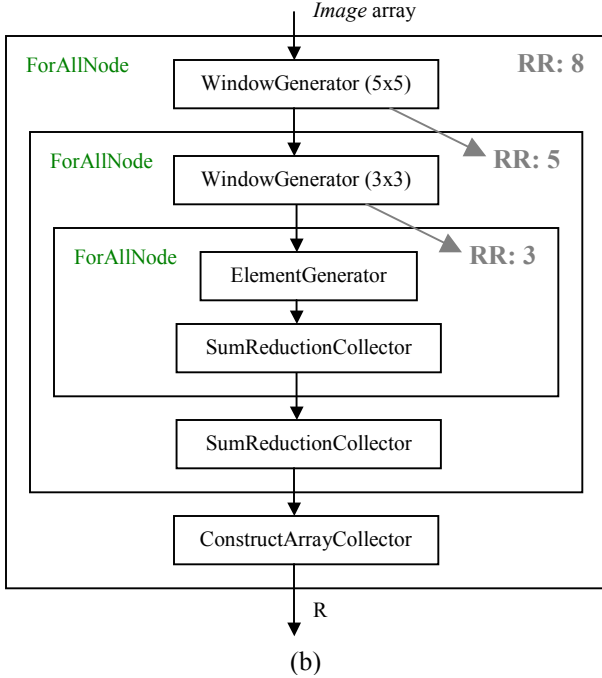 Image array
ForAllNode
RR: 8
WindowGenerator (5x5)
ForAllNode
RR: 5
WindowGenerator (3x3)
ForAllNode
RR: 3
ElementGenerator
SumReductionCollector
SumReductionCollector
ConstructArrayCollector
R
(b)